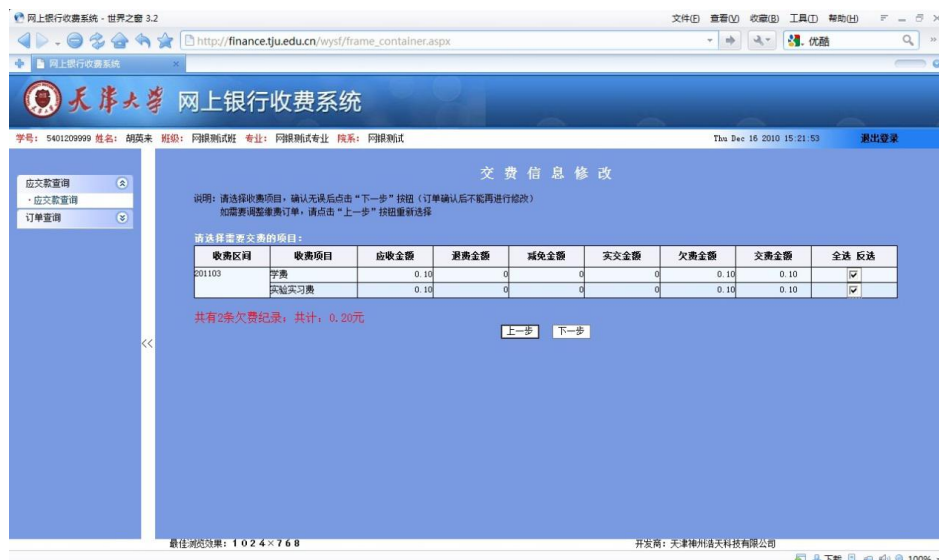 网上银行收费系统 - 世界之窗 3.2 文件(F) 查看(V) 收藏(B) 工具(T) 帮助(H)
http://finance.tju.edu.cn/wysf/frame_container.aspx 优酷
网上银行收费系统
天津大学 网上银行收费系统
学号: 5401209999 姓名: 胡英来 班级: 网银测试班 专业: 网银测试专业 院系: 网银测试 Thu Dec 16 2010 15:21:53 退出登录
交费信息修改
应交款查询
·应交款查询
订单查询
说明: 请选择收费项目, 确认无误后点击“下一步”按钮 (订单确认后不能再进行修改)
如需要调整缴费订单, 请点击“上一步”按钮重新选择
请选择需要交费的项目:
收费区间 收费项目 应收金额 退费金额 减免金额 实交金额 欠费金额 交费金额 全选 反选
201103 学费 0.10 0 0 0 0.10 0.10
实验实习费 0.10 0 0 0 0.10 0.10
共有2条欠费纪录, 共计, 0.20元
上一步 下一步
<<
最佳浏览效果: 1024×768 开发商: 天津神州浩天科技有限公司
下载 100%